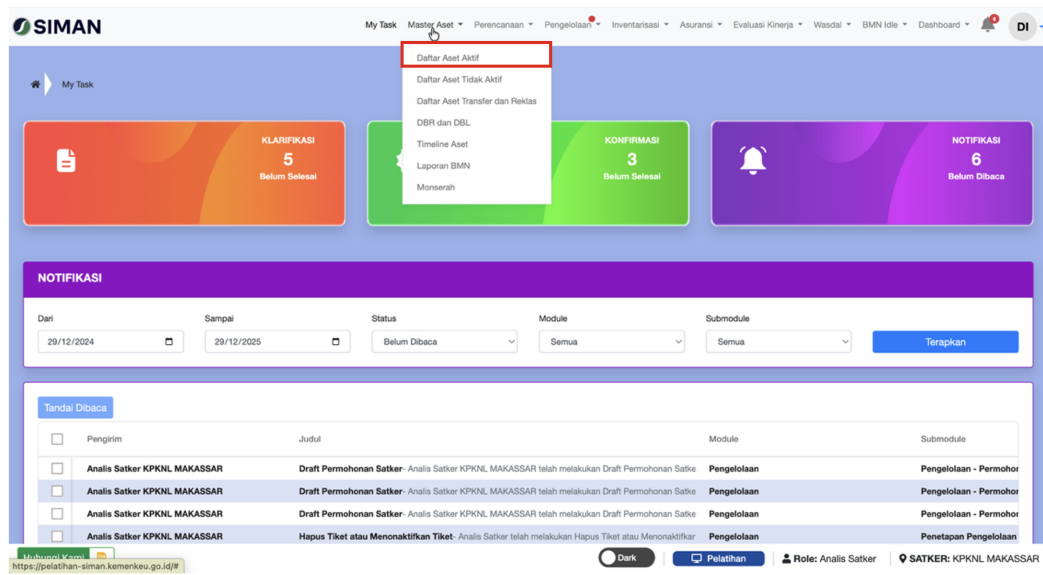 SIMAN
My Task Master Aset Perencanaan Pengelolaan Inventarisasi Asuransi Evaluasi Kinerja Wasdal BMN Idle Dashboard DI
Daftar Aset Aktif
Daftar Aset Tidak Aktif
Daftar Aset Transfer dan Reklas
DBR dan DBL
Timeline Aset
Laporan BMN
Monserah
My Task
KLARIFIKASI
5
Belum Selesai
KONFIRMASI
3
Belum Selesai
NOTIFIKASI
6
Belum Dibaca
NOTIFIKASI
Dari Sampai Status Module Submodule
29/12/2024 29/12/2025 Belum Dibaca Semua Semua Terapkan
Tandai Dibaca
Pengirim Judul Module Submodule
Analis Satker KPKNL MAKASSAR Draft Permohonan Satker- Analis Satker KPKNL MAKASSAR telah melakukan Draft Permohonan Satke Pengelolaan Pengelolaan - Permohon
Analis Satker KPKNL MAKASSAR Draft Permohonan Satker- Analis Satker KPKNL MAKASSAR telah melakukan Draft Permohonan Satke Pengelolaan Pengelolaan - Permohon
Analis Satker KPKNL MAKASSAR Draft Permohonan Satker- Analis Satker KPKNL MAKASSAR telah melakukan Draft Permohonan Satke Pengelolaan Pengelolaan - Permohon
Analis Satker KPKNL MAKASSAR Hapus Tiket atau Menonaktifkan Tiket- Analis Satker telah melakukan Hapus Tiket atau Menonaktifkar Pengelolaan Penetapan Pengelolaan
Hubungi Kami
https://pelatihan-siman.kemenkeu.go.id/#
Dark Pelatihan Role: Analis Satker SATKER: KPKNL MAKASSAR